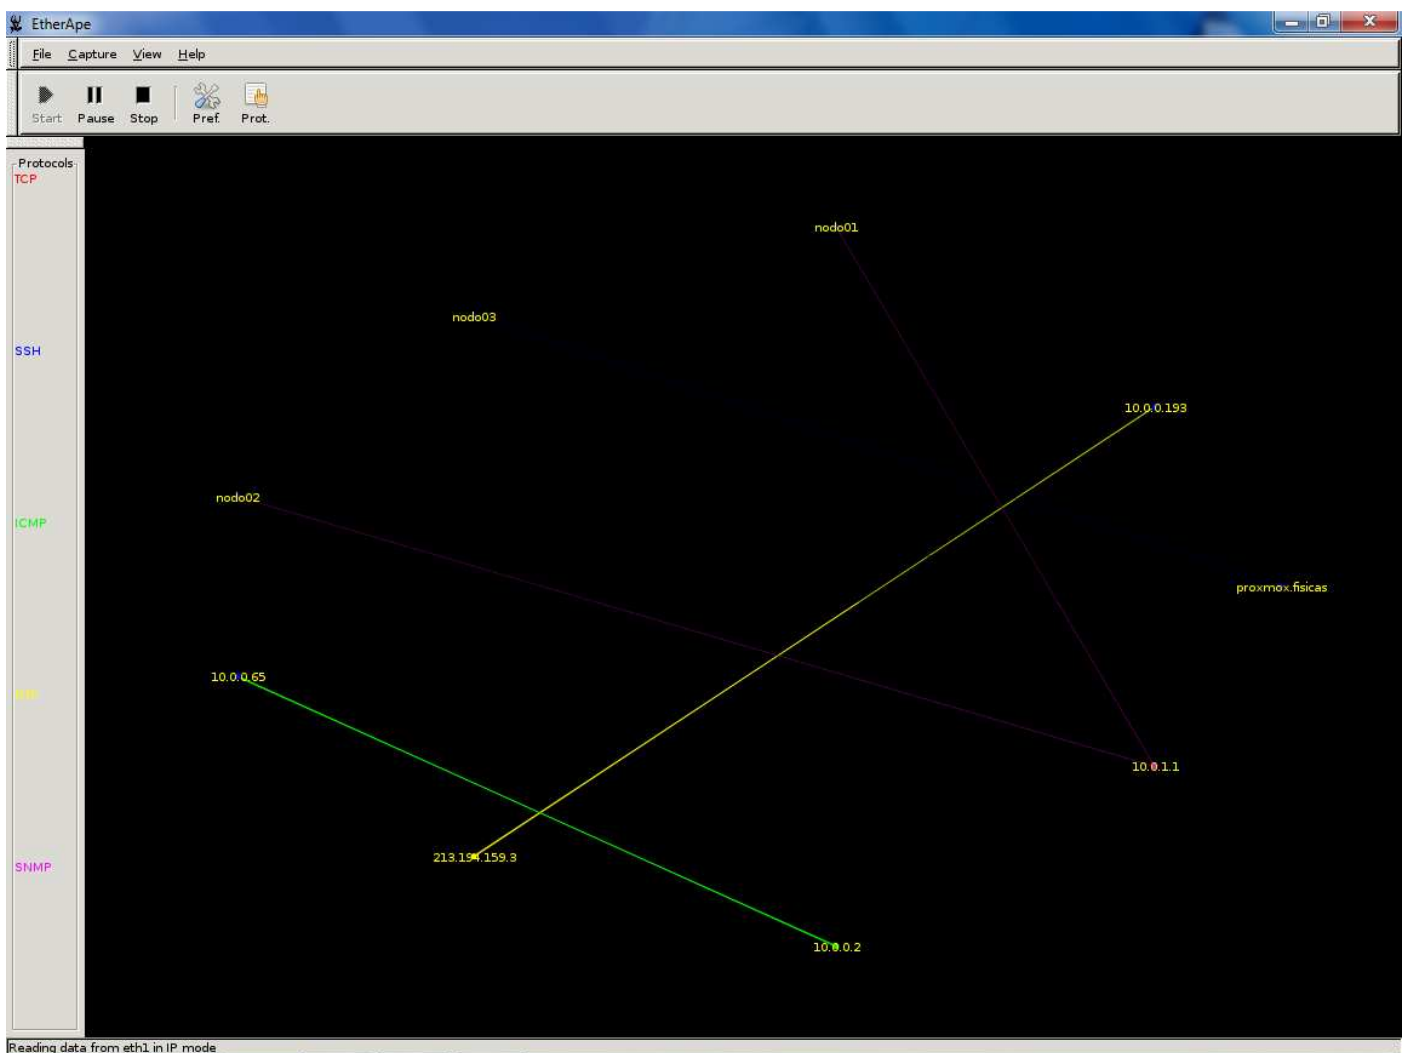 EtherApe
File Capture View Help
Start Pause Stop Pref. Prot.
Protocols
TCP
nodo01
nodo03
SSH
10.0.0.193
nodo02
ICMP
proxmox.fisicas
10.0.0.65
10.0.1.1
213.194.159.3
SNMP
10.0.0.2
Reading data from eth1 in IP mode